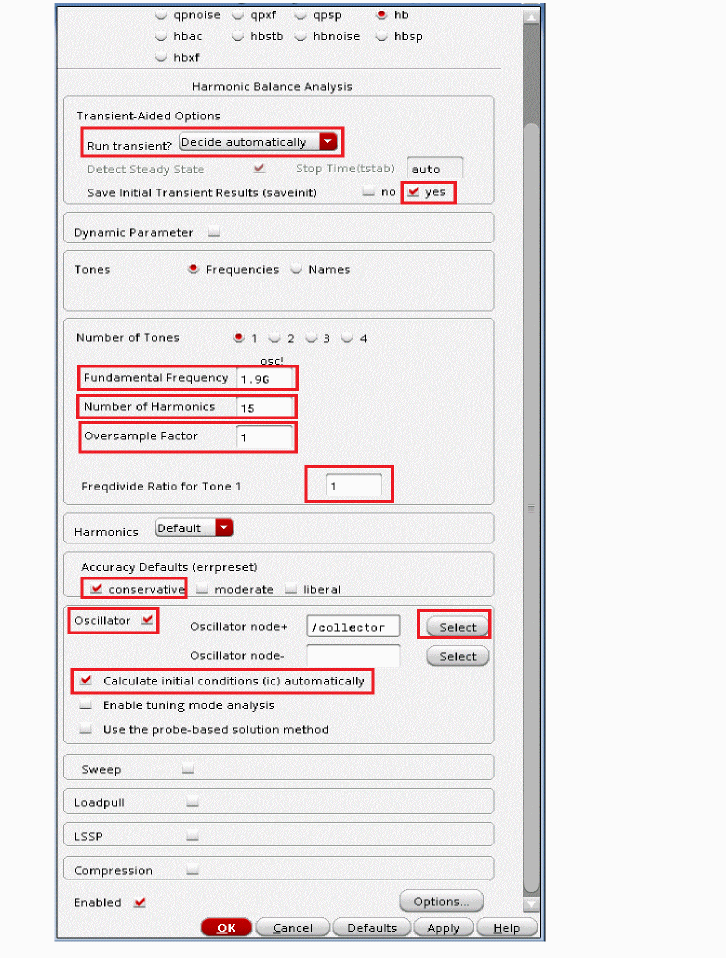 qpnoise qpxf qpsp hb
hbac hbstb hbnoise hbsp
hbxf
Harmonic Balance Analysis
Transient-Aided Options
Run transient? Decide automatically
Detect Steady State Stop Time(tstab) auto
Save Initial Transient Results (saveinit) no yes
Dynamic Parameter
Tones Frequencies Names
Number of Tones 1 2 3 4
osc!
Fundamental Frequency 1.9G
Number of Harmonics 15
Oversample Factor 1
Freqdivide Ratio for Tone 1 1
Harmonics Default
Accuracy Defaults (errpreset)
conservative moderate liberal
Oscillator Oscillator node+ /collector Select
Oscillator node- Select
Calculate initial conditions (ic) automatically
Enable tuning mode analysis
Use the probe-based solution method
Sweep
Loadpull
LSSP
Compression
Enabled Options...
OK Cancel Defaults Apply Help